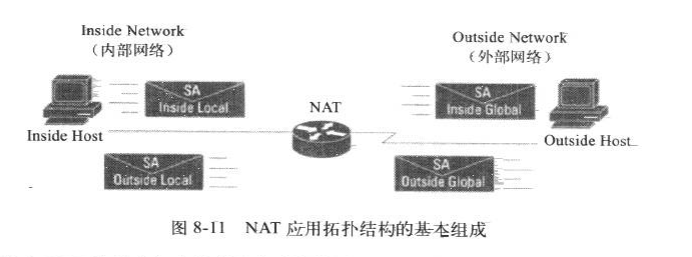 Inside Network
（内部网络）
Outside Network
（外部网络）
SA
Inside Local
NAT
SA
Inside Global
Inside Host
Outside Host
SA
Outside Local
SA
Outside Global
图 8-11 NAT 应用拓扑结构的基本组成